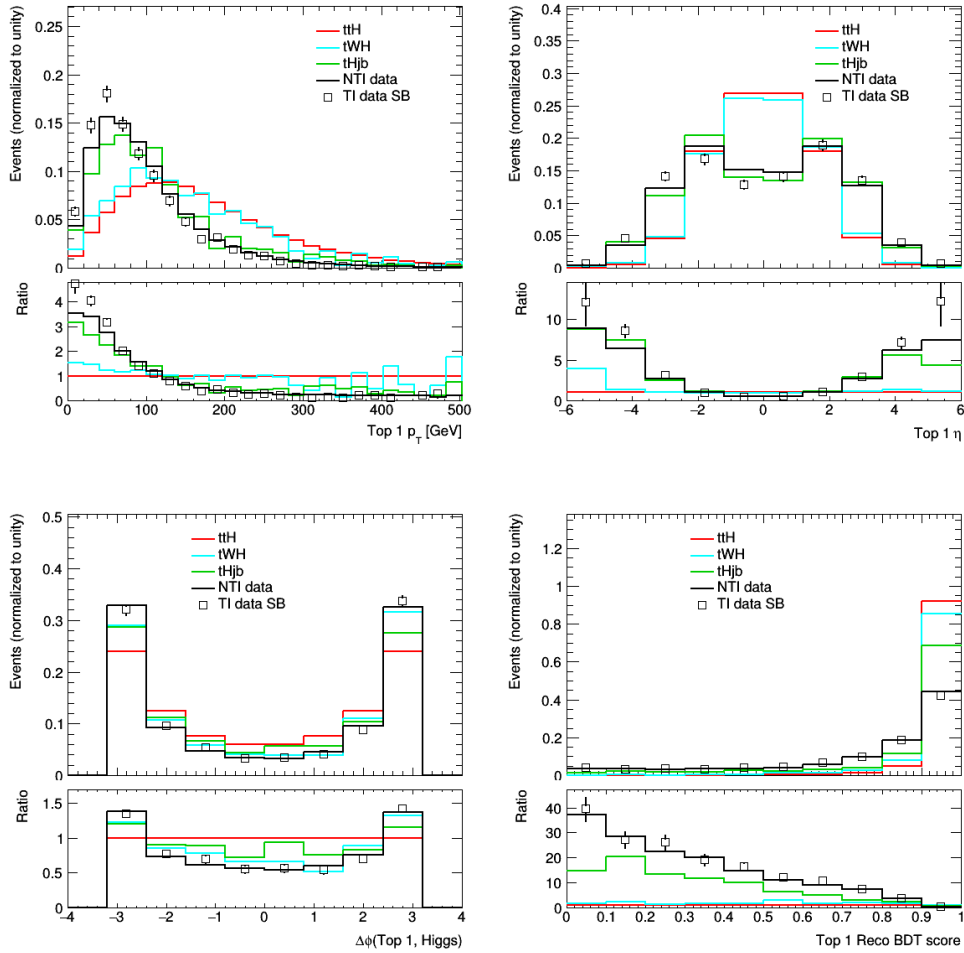 Events (normalized to unity)
0.25
0.2
0.15
0.1
0.05
0
ttH
tWH
tHjb
NTI data
TI data SB
Ratio
4
3
2
1
0
0 100 200 300 400 500
Top 1 p_T [GeV]
Events (normalized to unity)
0.4
0.35
0.3
0.25
0.2
0.15
0.1
0.05
0
ttH
tWH
tHjb
NTI data
TI data SB
Ratio
10
5
0
−6 −4 −2 0 2 4 6
Top 1 η
Events (normalized to unity)
0.5
0.4
0.3
0.2
0.1
0
ttH
tWH
tHjb
NTI data
TI data SB
Ratio
1.5
1
0.5
0
−4 −3 −2 −1 0 1 2 3 4
Δϕ(Top 1, Higgs)
Events (normalized to unity)
1.2
1
0.8
0.6
0.4
0.2
0
ttH
tWH
tHjb
NTI data
TI data SB
Ratio
40
30
20
10
0
0 0.1 0.2 0.3 0.4 0.5 0.6 0.7 0.8 0.9 1
Top 1 Reco BDT score